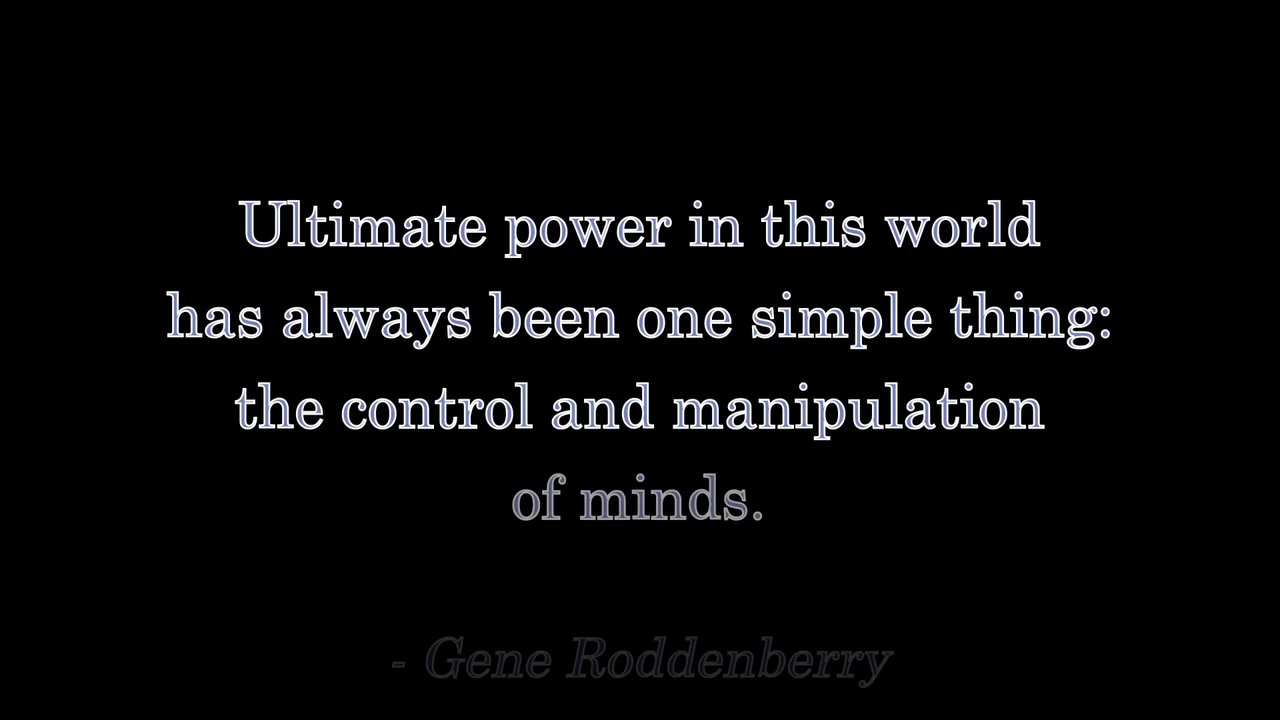 Ultimate power in this world
has always been one simple thing:
the control and manipulation
of minds.
- Gene Roddenberry